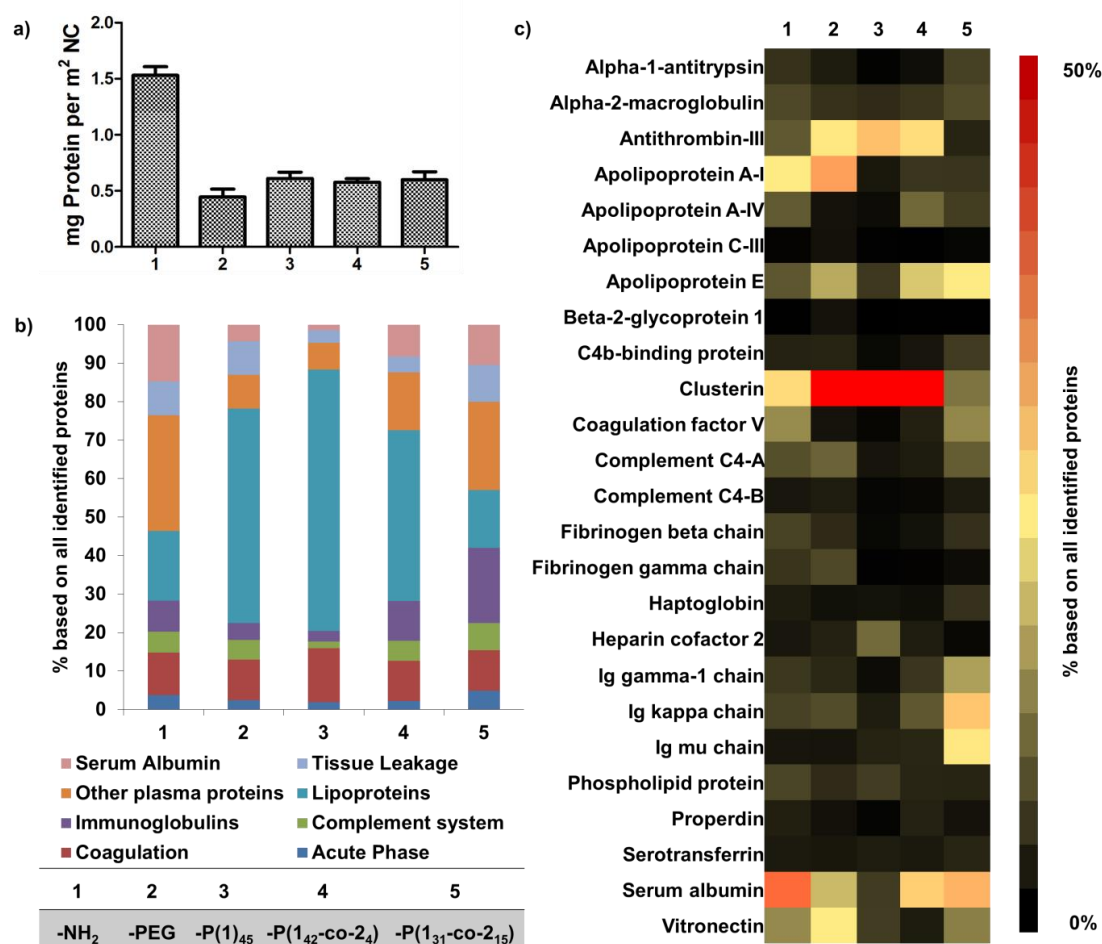 a)
mg Protein per m² NC
2.0
1.5
1.0
0.5
0.0
1 2 3 4 5
b)
% based on all identified proteins
100
90
80
70
60
50
40
30
20
10
0
1 2 3 4 5
Serum Albumin Tissue Leakage
Other plasma proteins Lipoproteins
Immunoglobulins Complement system
Coagulation Acute Phase
1 2 3 4 5
-NH₂ -PEG -P(1)₄₅ -P(1₄₂-co-2₄) -P(1₃₁-co-2₁₅)
c)
1 2 3 4 5
Alpha-1-antitrypsin
Alpha-2-macroglobulin
Antithrombin-III
Apolipoprotein A-I
Apolipoprotein A-IV
Apolipoprotein C-III
Apolipoprotein E
Beta-2-glycoprotein 1
C4b-binding protein
Clusterin
Coagulation factor V
Complement C4-A
Complement C4-B
Fibrinogen beta chain
Fibrinogen gamma chain
Haptoglobin
Heparin cofactor 2
Ig gamma-1 chain
Ig kappa chain
Ig mu chain
Phospholipid protein
Properdin
Serotransferrin
Serum albumin
Vitronectin
50%
% based on all identified proteins
0%